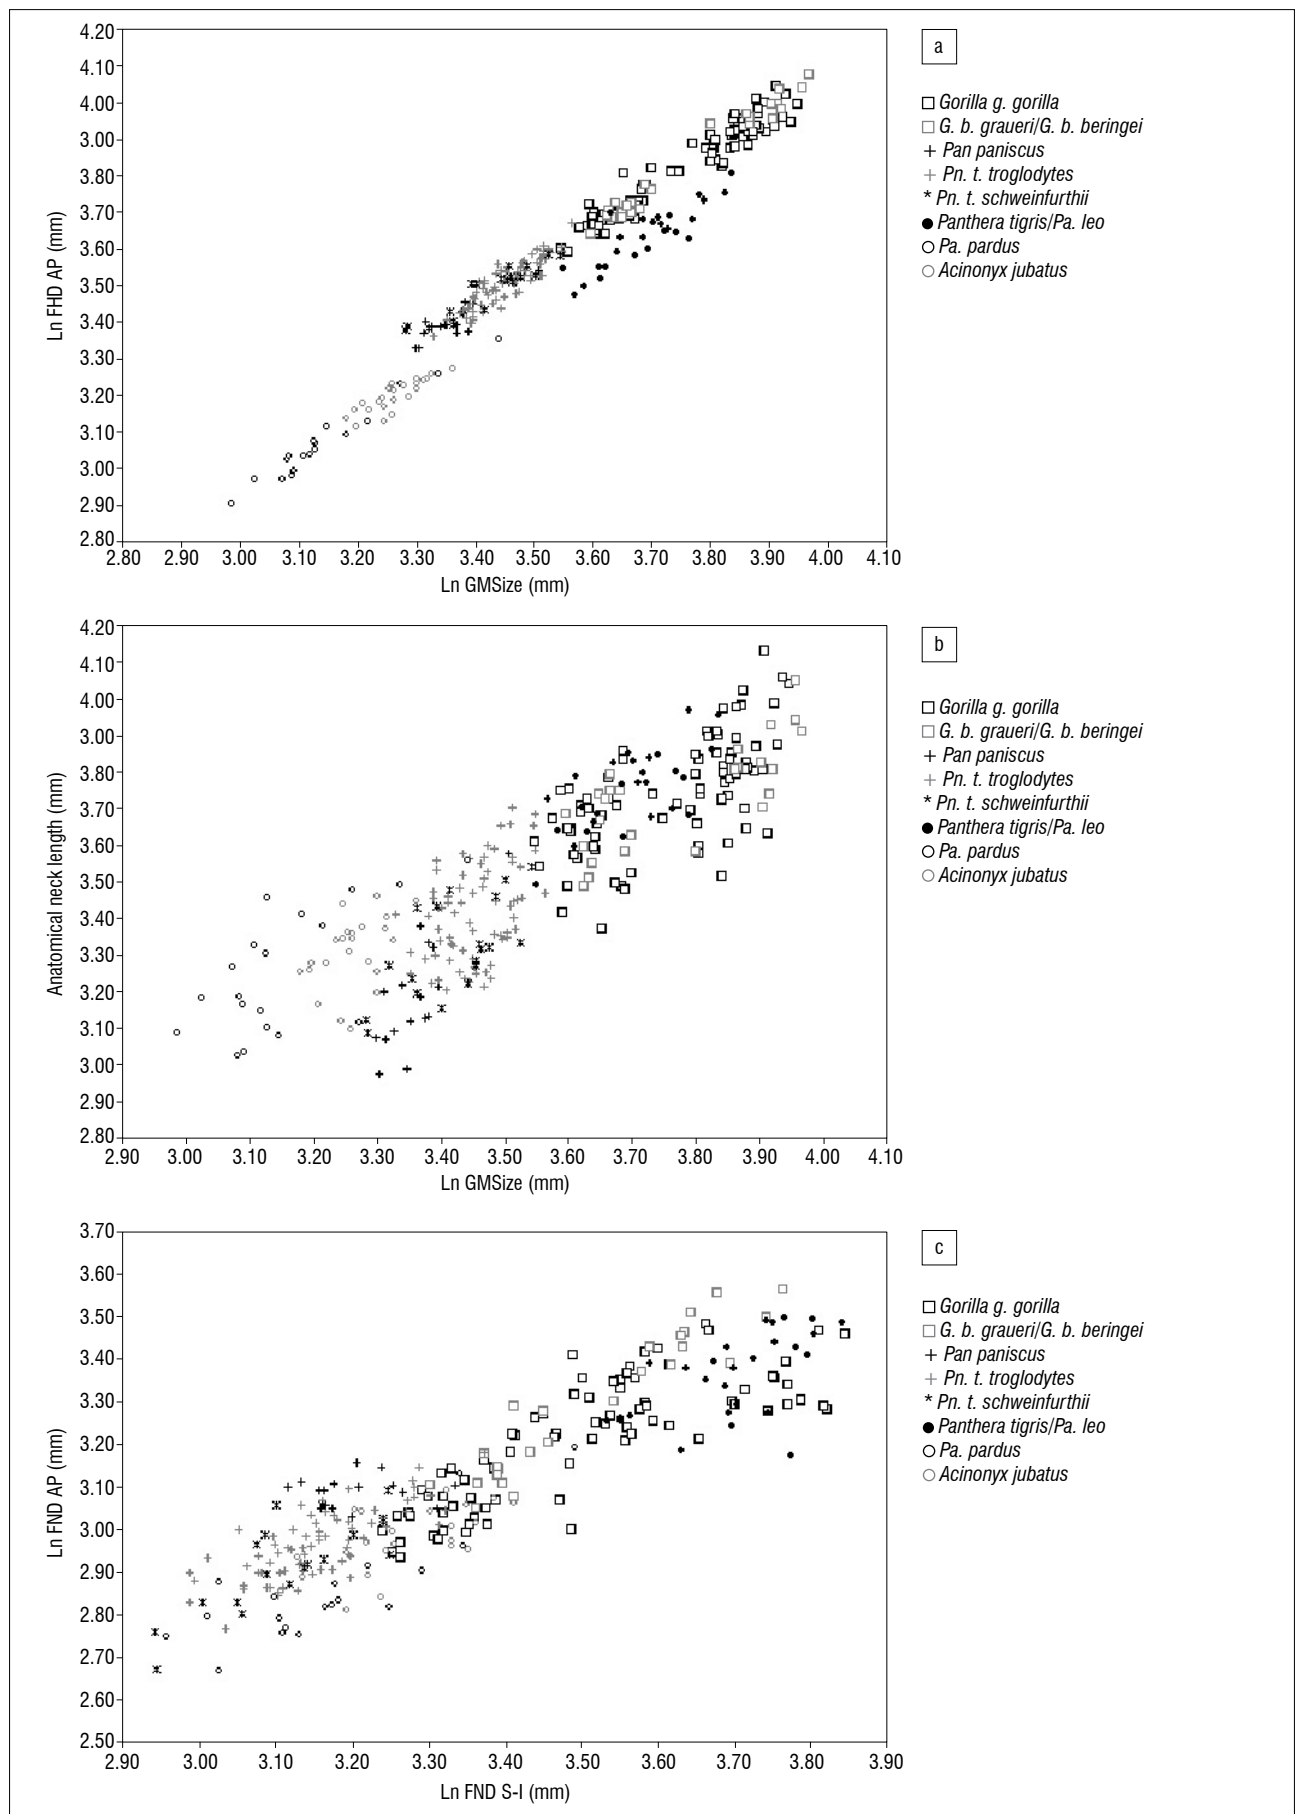 4.20
4.10
4.00
3.00
3.80
3.70
3.60
3.50
3.40
3.30
3.20
3.10
3.00
2.90
2.80
Ln FHD AP (mm)
2.80 2.90 3.00 3.10 3.20 3.30 3.40 3.50 3.60 3.70 3.80 3.90 4.00 4.10
Ln GMSize (mm)
a
Gorilla g. gorilla
G. b. graueri/G. b. beringei
Pan paniscus
Pn. t. troglodytes
* Pn. t. schweinfurthii
Panthera tigris/Pa. leo
Pa. pardus
Acinonyx jubatus
4.20
4.10
4.00
3.00
3.80
3.70
3.60
3.50
3.40
3.30
3.20
3.10
3.00
2.90
2.80
Anatomical neck length (mm)
2.90 3.00 3.10 3.20 3.30 3.40 3.50 3.60 3.70 3.80 3.90 4.00 4.10
Ln GMSize (mm)
b
Gorilla g. gorilla
G. b. graueri/G. b. beringei
Pan paniscus
Pn. t. troglodytes
* Pn. t. schweinfurthii
Panthera tigris/Pa. leo
Pa. pardus
Acinonyx jubatus
3.70
3.60
3.50
3.40
3.30
3.20
3.10
3.00
2.90
2.80
2.70
2.60
2.50
Ln FND AP (mm)
2.90 3.00 3.10 3.20 3.30 3.40 3.50 3.60 3.70 3.80 3.90
Ln FND S-I (mm)
c
Gorilla g. gorilla
G. b. graueri/G. b. beringei
Pan paniscus
Pn. t. troglodytes
* Pn. t. schweinfurthii
Panthera tigris/Pa. leo
Pa. pardus
Acinonyx jubatus